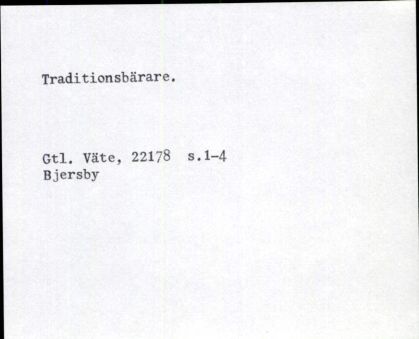 Traditionsbärare.
Gtl. Väte, 22178 s.1-4
Bjersby